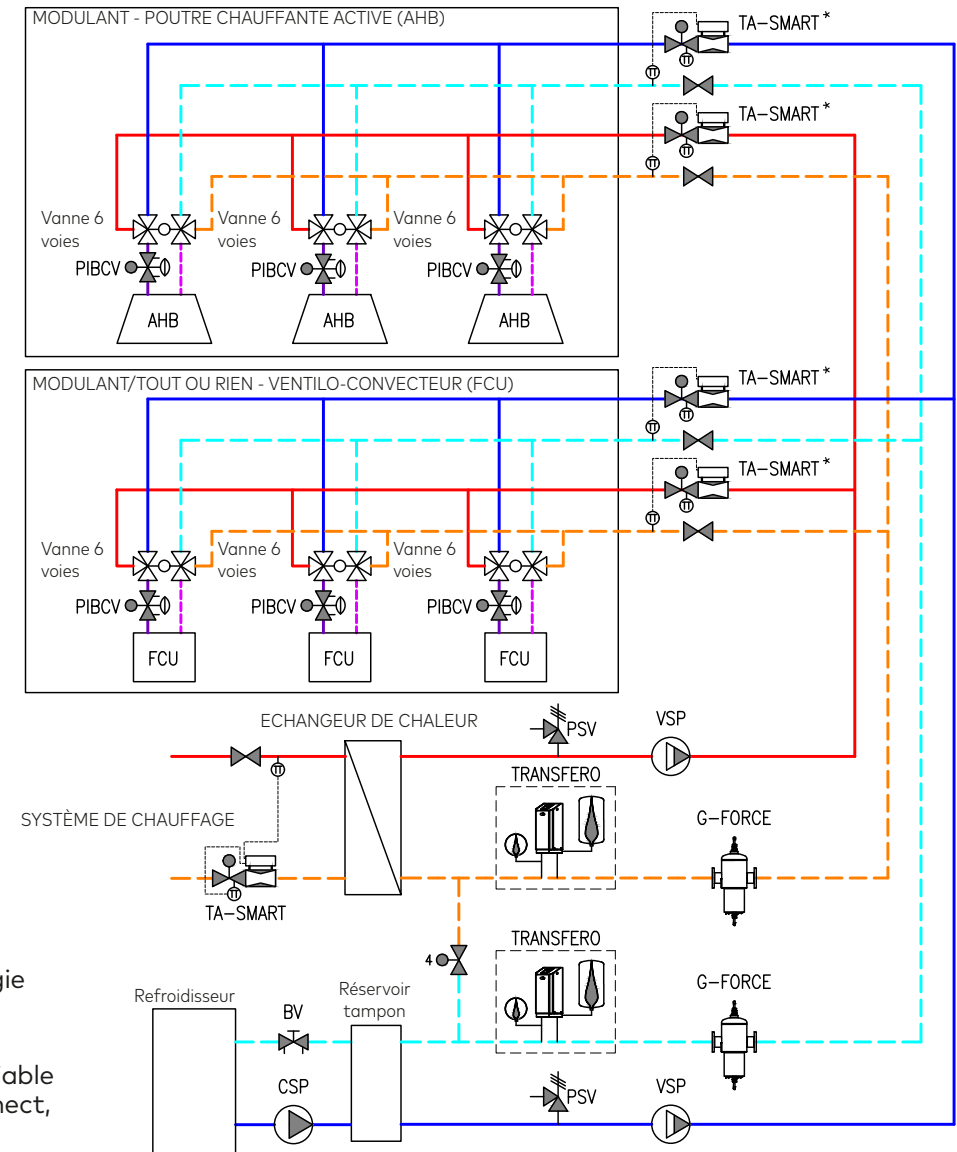 MODULANT - POUTRE CHAUFFANTE ACTIVE (AHB)
TA-SMART*
TA-SMART*
Vanne 6 voies
Vanne 6 voies
Vanne 6 voies
PIBCV
PIBCV
PIBCV
AHB
AHB
AHB
MODULANT/TOUT OU RIEN - VENTILO-CONVECTEUR (FCU)
TA-SMART*
TA-SMART*
Vanne 6 voies
Vanne 6 voies
Vanne 6 voies
PIBCV
PIBCV
PIBCV
FCU
FCU
FCU
ECHANGEUR DE CHALEUR
PSV
VSP
TRANSFERO
SYSTÈME DE CHAUFFAGE
G-FORCE
TA-SMART
TRANSFERO
4
gie
Refroidisseur
Réservoir tampon
G-FORCE
BV
iable
CSP
PSV
VSP
nect,